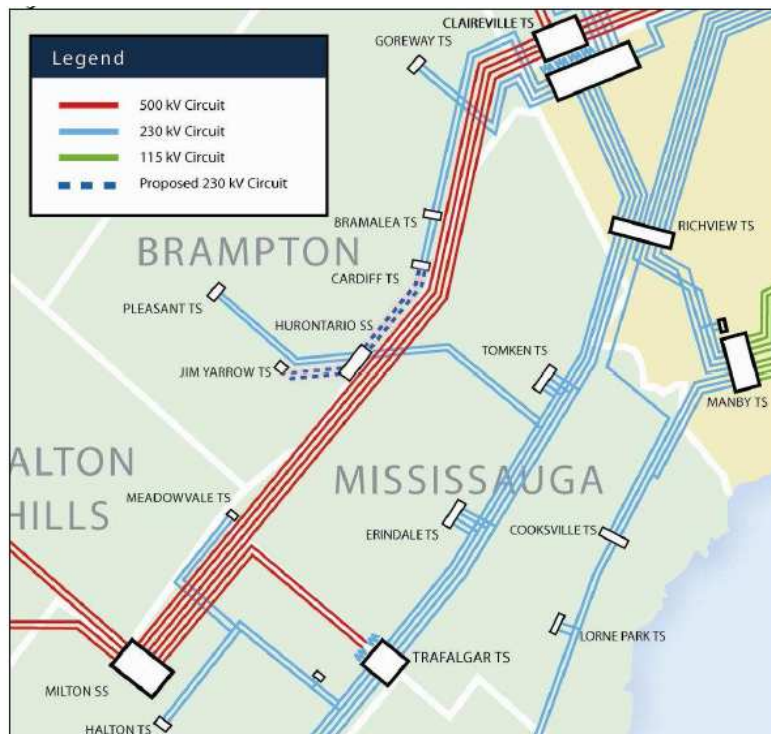 CLAIREVILLE TS
GOREWAY TS
Legend
500 kV Circuit
230 kV Circuit
115 kV Circuit
Proposed 230 kV Circuit
BRAMALEA TS
RICHVIEW TS
BRAMPTON
CARDIFF TS
PLEASANT TS
HURONTARIO SS
TOMKEN TS
JIM YARROW TS
MANBY TS
ALTON
HILLS
MISSISSAUGA
MEADOWVALE TS
ERINDALE TS
COOKSVILLE TS
LORNE PARK TS
TRAFALGAR TS
MILTON SS
HALTON TS